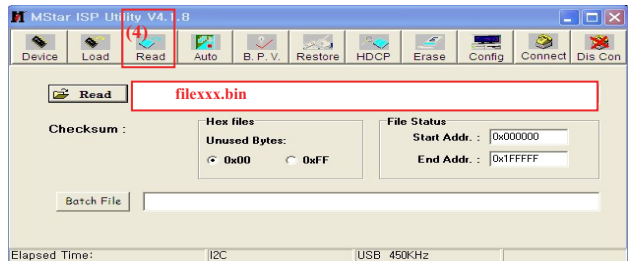 MStar ISP Utility V4.1.8
(4)
Device Load Read Auto B. P. V. Restore HDCP Erase Config Connect Dis Con
Read filexxx.bin
Checksum : Hex files File Status
Unused Bytes: Start Addr. : 0x000000
0x00 0xFF End Addr. : 0x1FFFFF
Batch File
Elapsed Time: I2C USB 450KHz